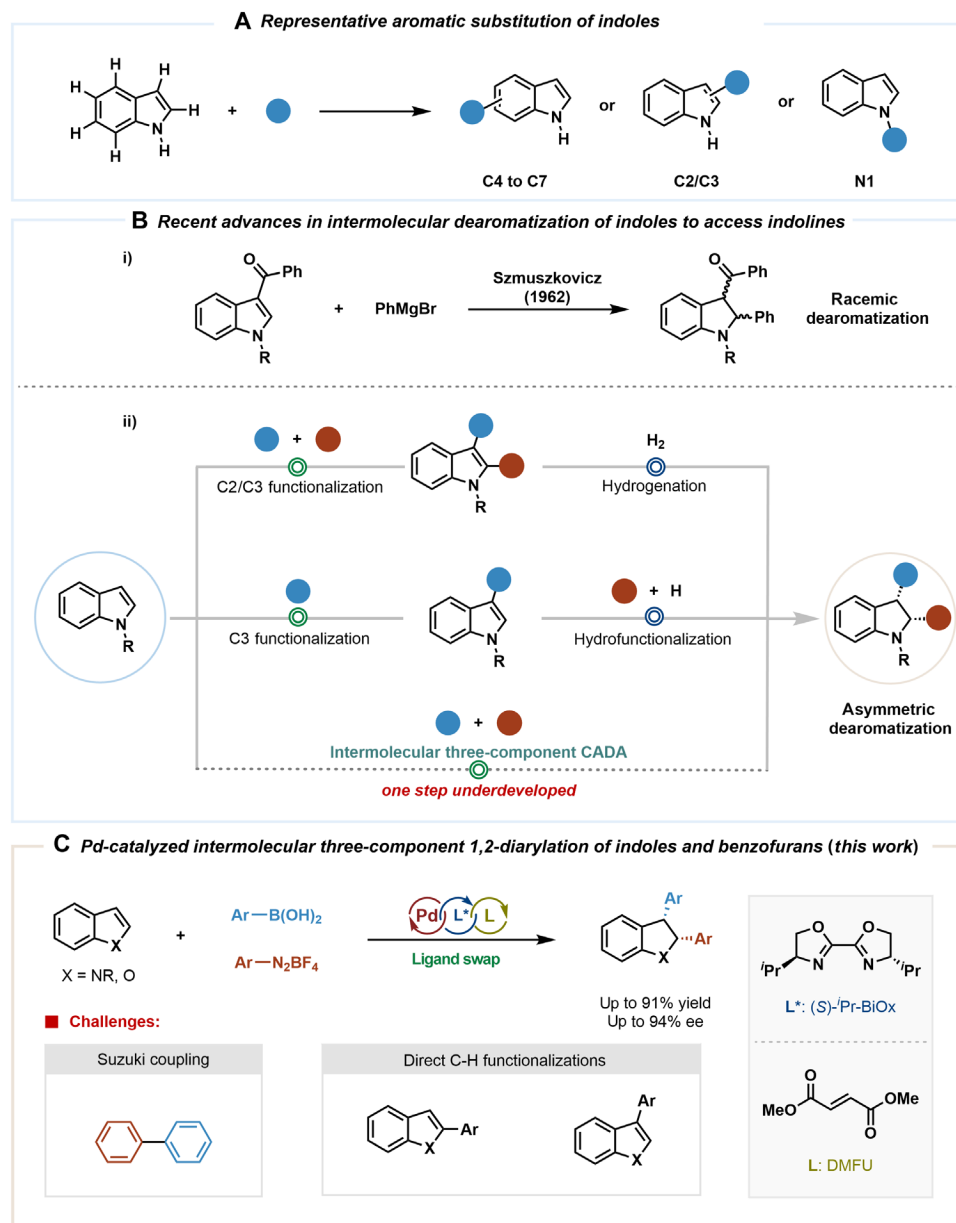 A Representative aromatic substitution of indoles
H
H
H
H
H
H
N
H
+
N
H
or
N
H
or
N
C4 to C7
C2/C3
N1
B Recent advances in intermolecular dearomatization of indoles to access indolines
i)
O
Ph
N
R
+
PhMgBr
Szmuszkovicz
(1962)
O
Ph
Ph
N
R
Racemic
dearomatization
ii)
+
C2/C3 functionalization
N
R
H2
Hydrogenation
N
R
C3 functionalization
N
R
+ H
Hydrofunctionalization
N
R
Asymmetric
dearomatization
+
Intermolecular three-component CADA
one step underdeveloped
C Pd-catalyzed intermolecular three-component 1,2-diarylation of indoles and benzofurans (this work)
X
X = NR, O
+
Ar–B(OH)2
Ar–N2BF4
Pd L* L
Ligand swap
Ar
Ar
X
Up to 91% yield
Up to 94% ee
O
O
iPr
N
N
iPr
L*: (S)-iPr-BiOx
O
MeO
OMe
O
L: DMFU
Challenges:
Suzuki coupling
Direct C-H functionalizations
Ar
X
Ar
X